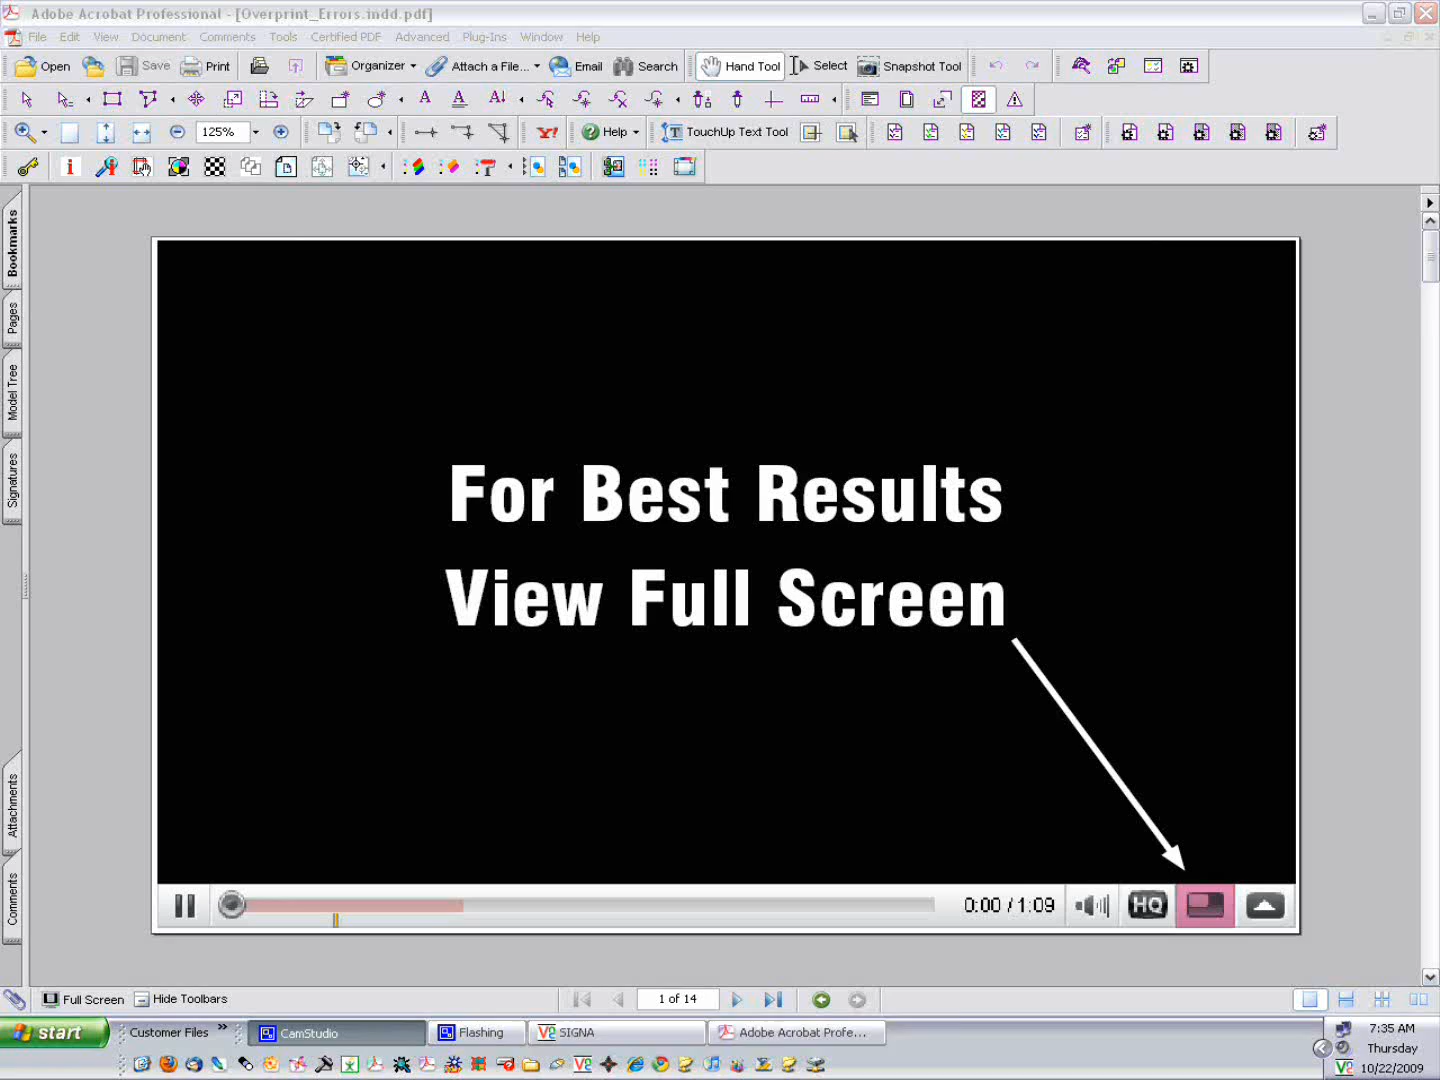 Adobe Acrobat Professional - [Overprint_Errors.indd.pdf]
File Edit View Document Comments Tools Certified PDF Advanced Plug-Ins Window Help
Open Save Print Organizer Attach a File... Email Search Hand Tool Select Snapshot Tool
125% Y! Help TouchUp Text Tool
Bookmarks
Pages
Model Tree
Signatures
Attachments
Comments
For Best Results
View Full Screen
0:00 / 1:09 HQ
Full Screen Hide Toolbars 1 of 14
start Customer Files » CamStudio Flashing SIGNA Adobe Acrobat Profe...
7:35 AM
Thursday
10/22/2009